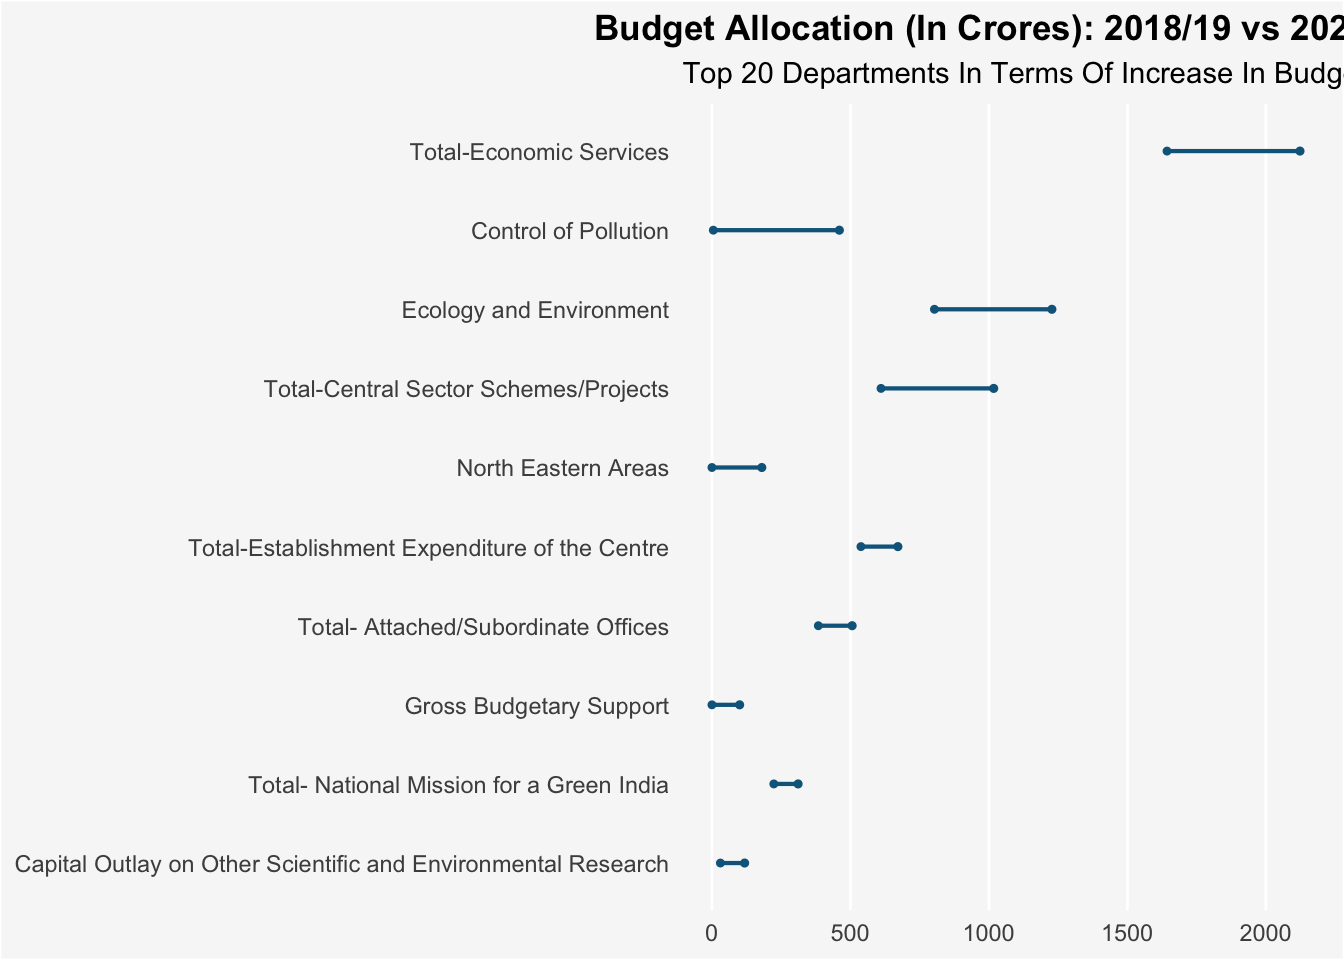 Budget Allocation (In Crores): 2018/19 vs 202
Top 20 Departments In Terms Of Increase In Budg
Total-Economic Services
Control of Pollution
Ecology and Environment
Total-Central Sector Schemes/Projects
North Eastern Areas
Total-Establishment Expenditure of the Centre
Total- Attached/Subordinate Offices
Gross Budgetary Support
Total- National Mission for a Green India
Capital Outlay on Other Scientific and Environmental Research
0 500 1000 1500 2000